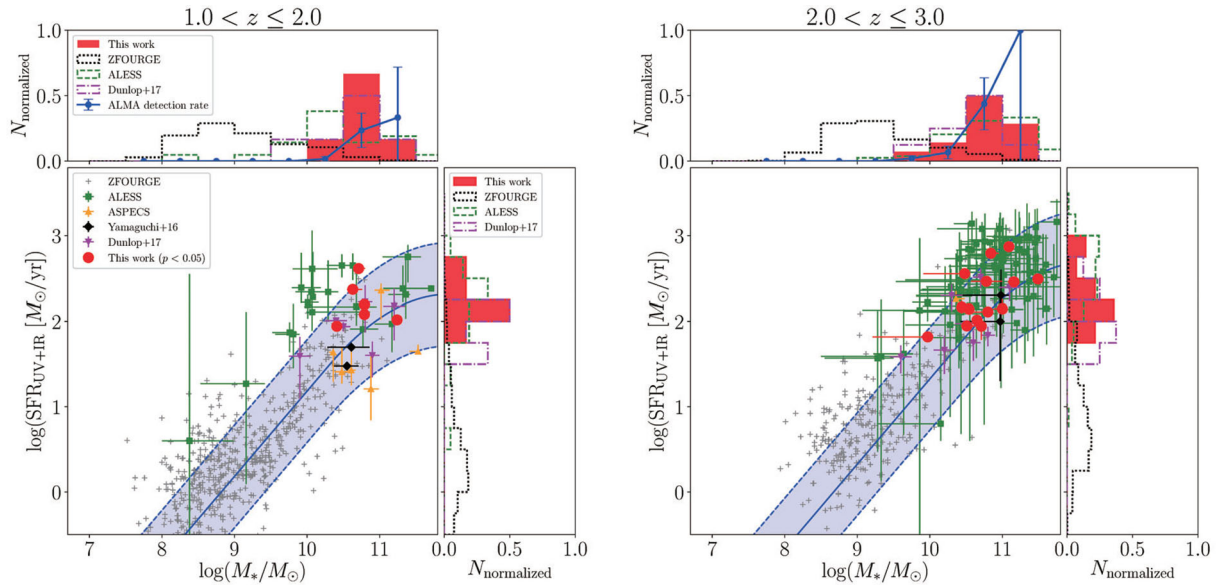 1.0 < z ≤ 2.0
1.0
0.5
0.0
N_normalized
This work
ZFOURGE
ALESS
Dunlop+17
ALMA detection rate
ZFOURGE
ALESS
ASPECS
Yamaguchi+16
Dunlop+17
This work (p < 0.05)
This work
ZFOURGE
ALESS
Dunlop+17
log(SFR_UV+IR [M_⊙/yr])
3
2
1
0
7 8 9 10 11 0.0 0.5 1.0
log(M_*/M_⊙)
N_normalized
2.0 < z ≤ 3.0
1.0
0.5
0.0
N_normalized
This work
ZFOURGE
ALESS
Dunlop+17
log(SFR_UV+IR [M_⊙/yr])
3
2
1
0
7 8 9 10 11 0.0 0.5 1.0
log(M_*/M_⊙)
N_normalized